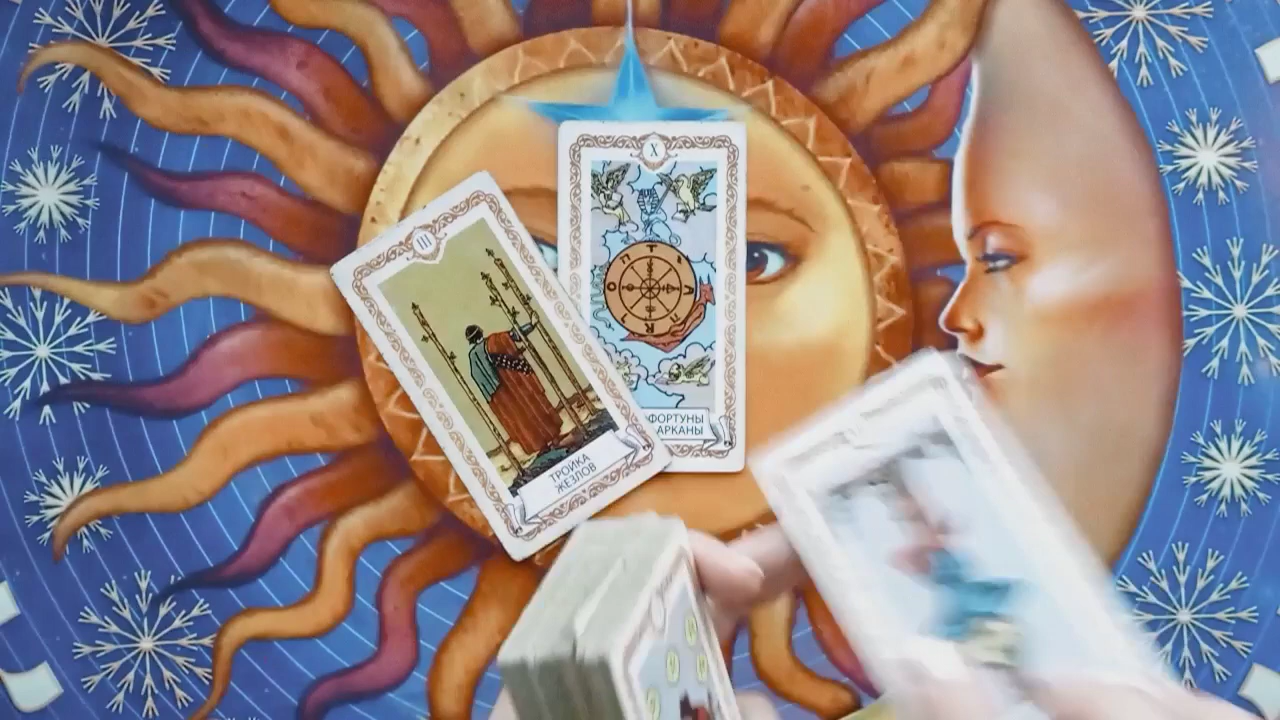 X
ФОРТУНЫ
АРКАНЫ
III
ТРОЙКА
ЖЕЗЛОВ